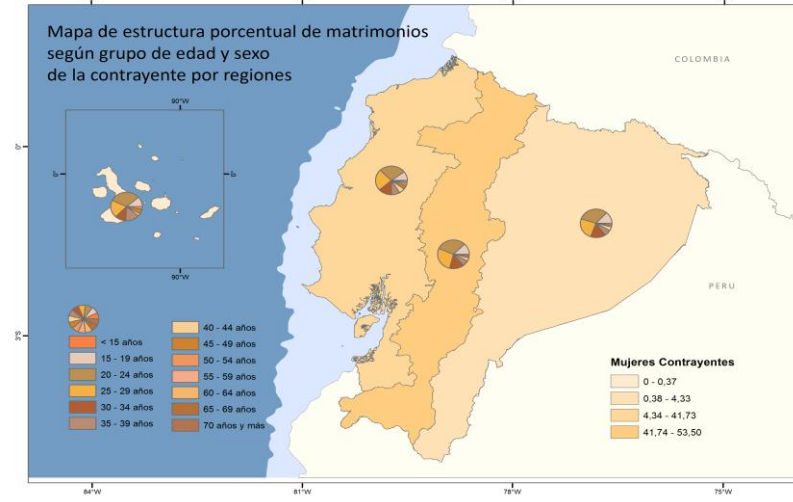 Mapa de estructura porcentual de matrimonios
según grupo de edad y sexo
de la contrayente por regiones
COLOMBIA
90°W
0°
0°
0°
90°W
PERU
3°S
< 15 años
15 - 19 años
20 - 24 años
25 - 29 años
30 - 34 años
35 - 39 años
40 - 44 años
45 - 49 años
50 - 54 años
55 - 59 años
60 - 64 años
65 - 69 años
70 años y más
Mujeres Contrayentes
0 - 0,37
0,38 - 4,33
4,34 - 41,73
41,74 - 53,50
84°W
81°W
78°W
75°W